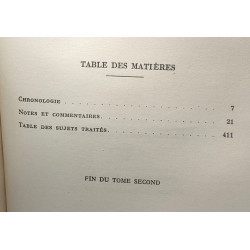 TABLE DES MATIÈRES
CHRONOLOGIE . . . . . . . . . . . . . . . . . . . 7
NOTES ET COMMENTAIRES. . . . . . . . . . . . . . 21
TABLE DES SUJETS TRAITÉS. . . . . . . . . . . . . 411
FIN DU TOME SECOND